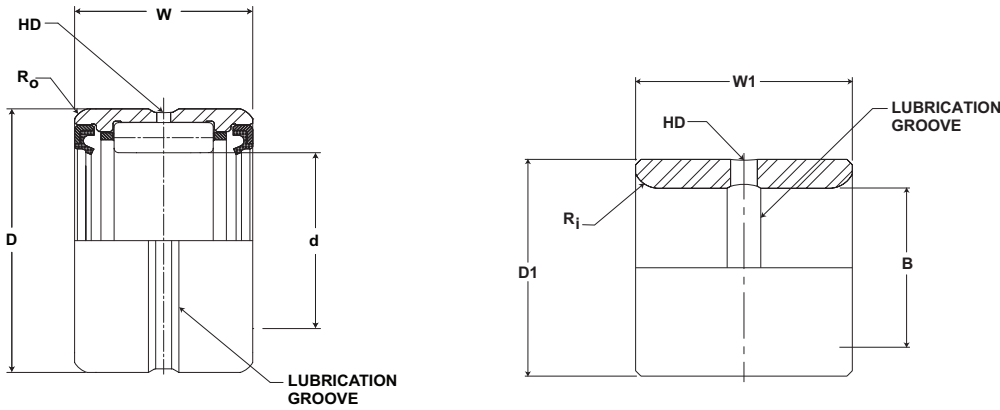 W
HD
Ro
D
d
LUBRICATION
GROOVE
W1
HD
LUBRICATION
GROOVE
Ri
D1
B